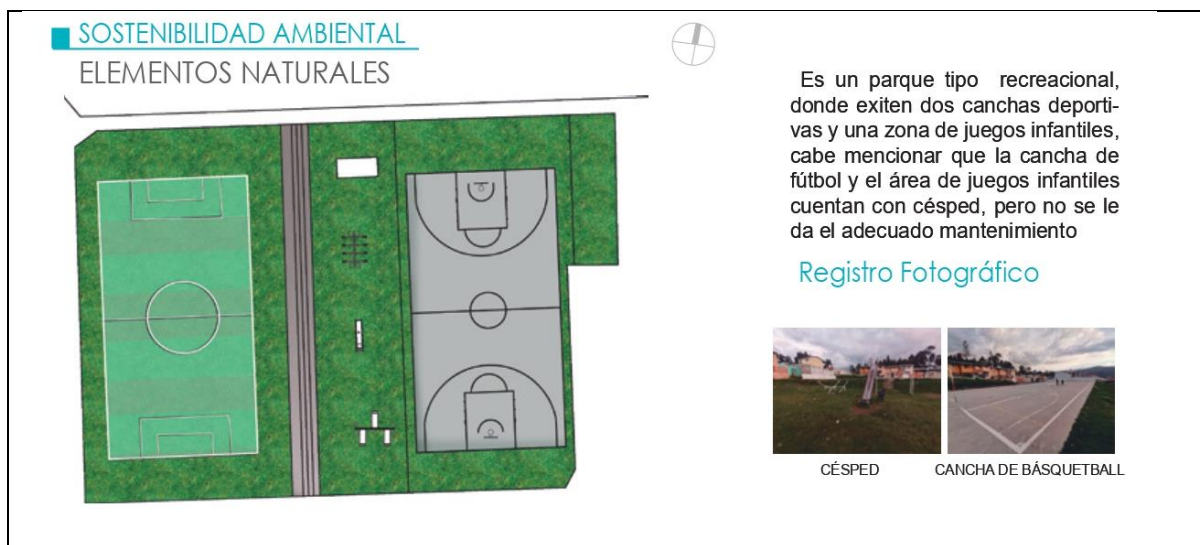 SOSTENIBILIDAD AMBIENTAL
ELEMENTOS NATURALES
Es un parque tipo recreacional,
donde exiten dos canchas deporti-
vas y una zona de juegos infantiles,
cabe mencionar que la cancha de
fútbol y el área de juegos infantiles
cuentan con césped, pero no se le
da el adecuado mantenimiento
Registro Fotográfico
CÉSPED
CANCHA DE BÁSQUETBALL